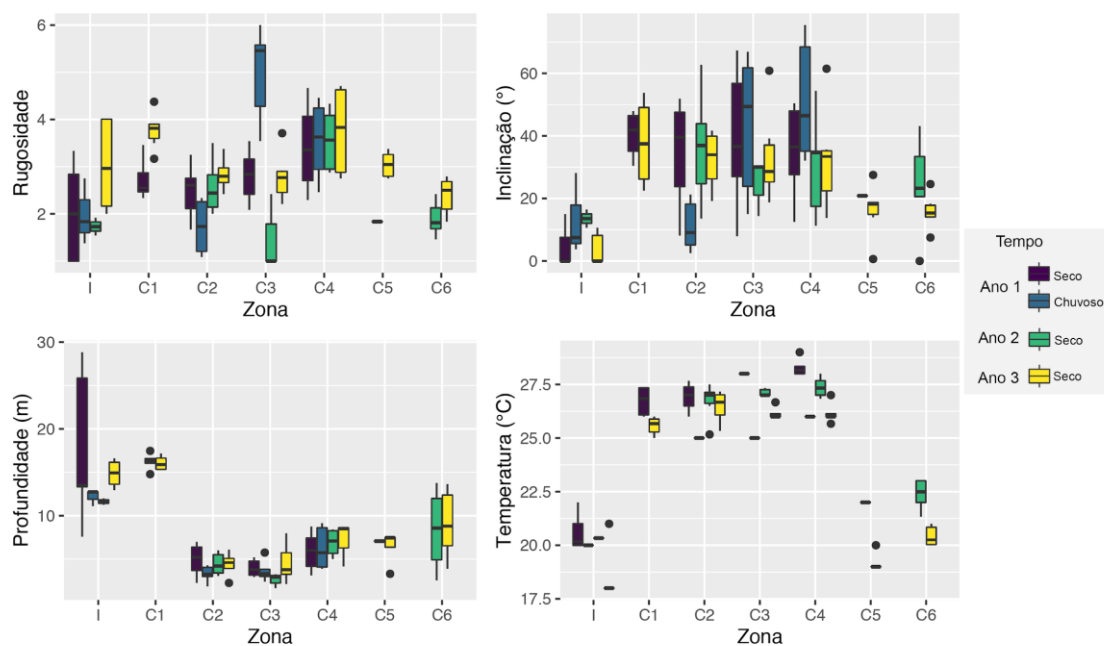 Rugosidade
6
4
2
I C1 C2 C3 C4 C5 C6
Zona
Inclinação (°)
60
40
20
0
I C1 C2 C3 C4 C5 C6
Zona
Tempo
Ano 1
Seco
Chuvoso
Ano 2 Seco
Ano 3 Seco
Profundidade (m)
30
20
10
I C1 C2 C3 C4 C5 C6
Zona
Temperatura (°C)
27.5
25.0
22.5
20.0
17.5
I C1 C2 C3 C4 C5 C6
Zona